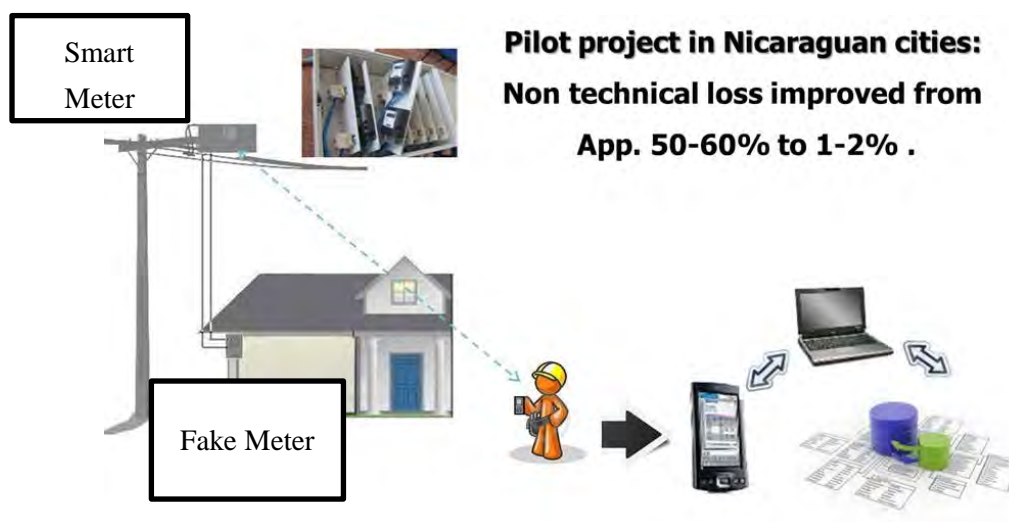 Smart
Meter
Pilot project in Nicaraguan cities:
Non technical loss improved from
App. 50-60% to 1-2% .
Fake Meter